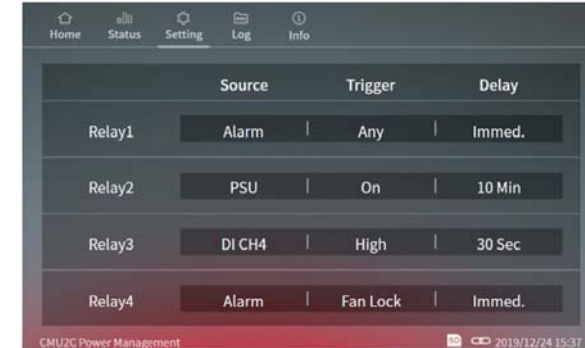 Home Status Setting Log Info
Source Trigger Delay
Relay1 Alarm | Any | Immed.
Relay2 PSU | On | 10 Min
Relay3 DI CH4 | High | 30 Sec
Relay4 Alarm | Fan Lock | Immed.
CMU2C Power Management SD 2019/12/24 15:37